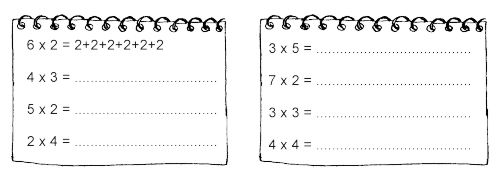 6 x 2 = 2+2+2+2+2+2
4 x 3 = ........................................
5 x 2 = ........................................
2 x 4 = ........................................
3 x 5 = ........................................
7 x 2 = ........................................
3 x 3 = ........................................
4 x 4 = ........................................